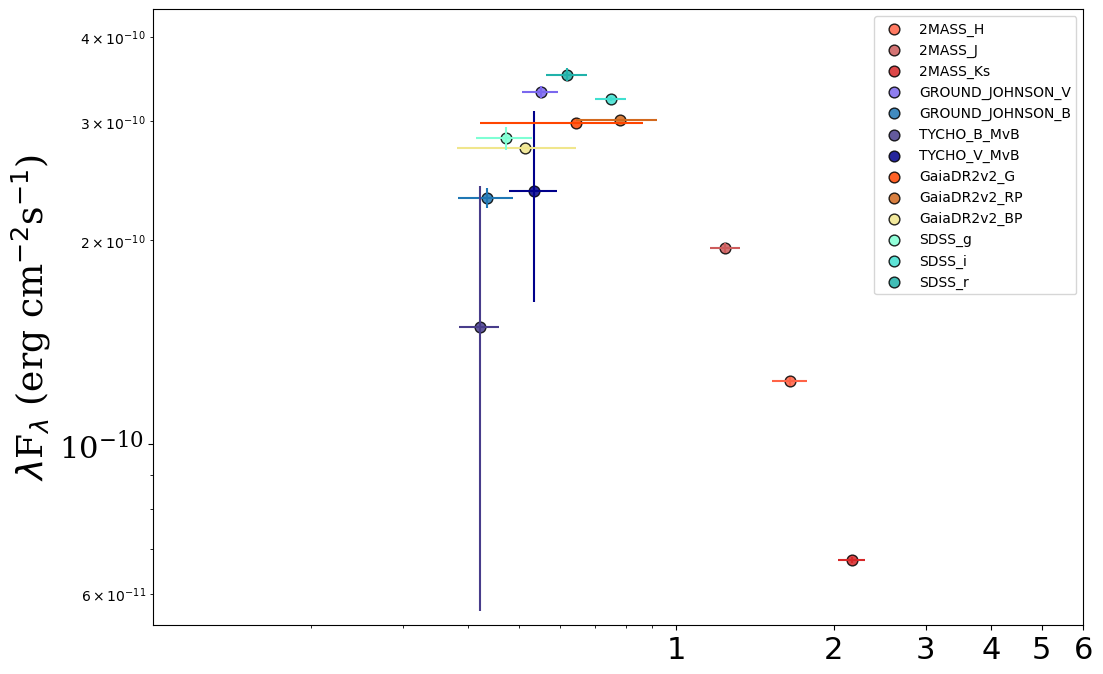 4 × 10⁻¹⁰
3 × 10⁻¹⁰
2 × 10⁻¹⁰
10⁻¹⁰
6 × 10⁻¹¹
λF_λ (erg cm⁻²s⁻¹)
2MASS_H
2MASS_J
2MASS_Ks
GROUND_JOHNSON_V
GROUND_JOHNSON_B
TYCHO_B_MvB
TYCHO_V_MvB
GaiaDR2v2_G
GaiaDR2v2_RP
GaiaDR2v2_BP
SDSS_g
SDSS_i
SDSS_r
1 2 3 4 5 6